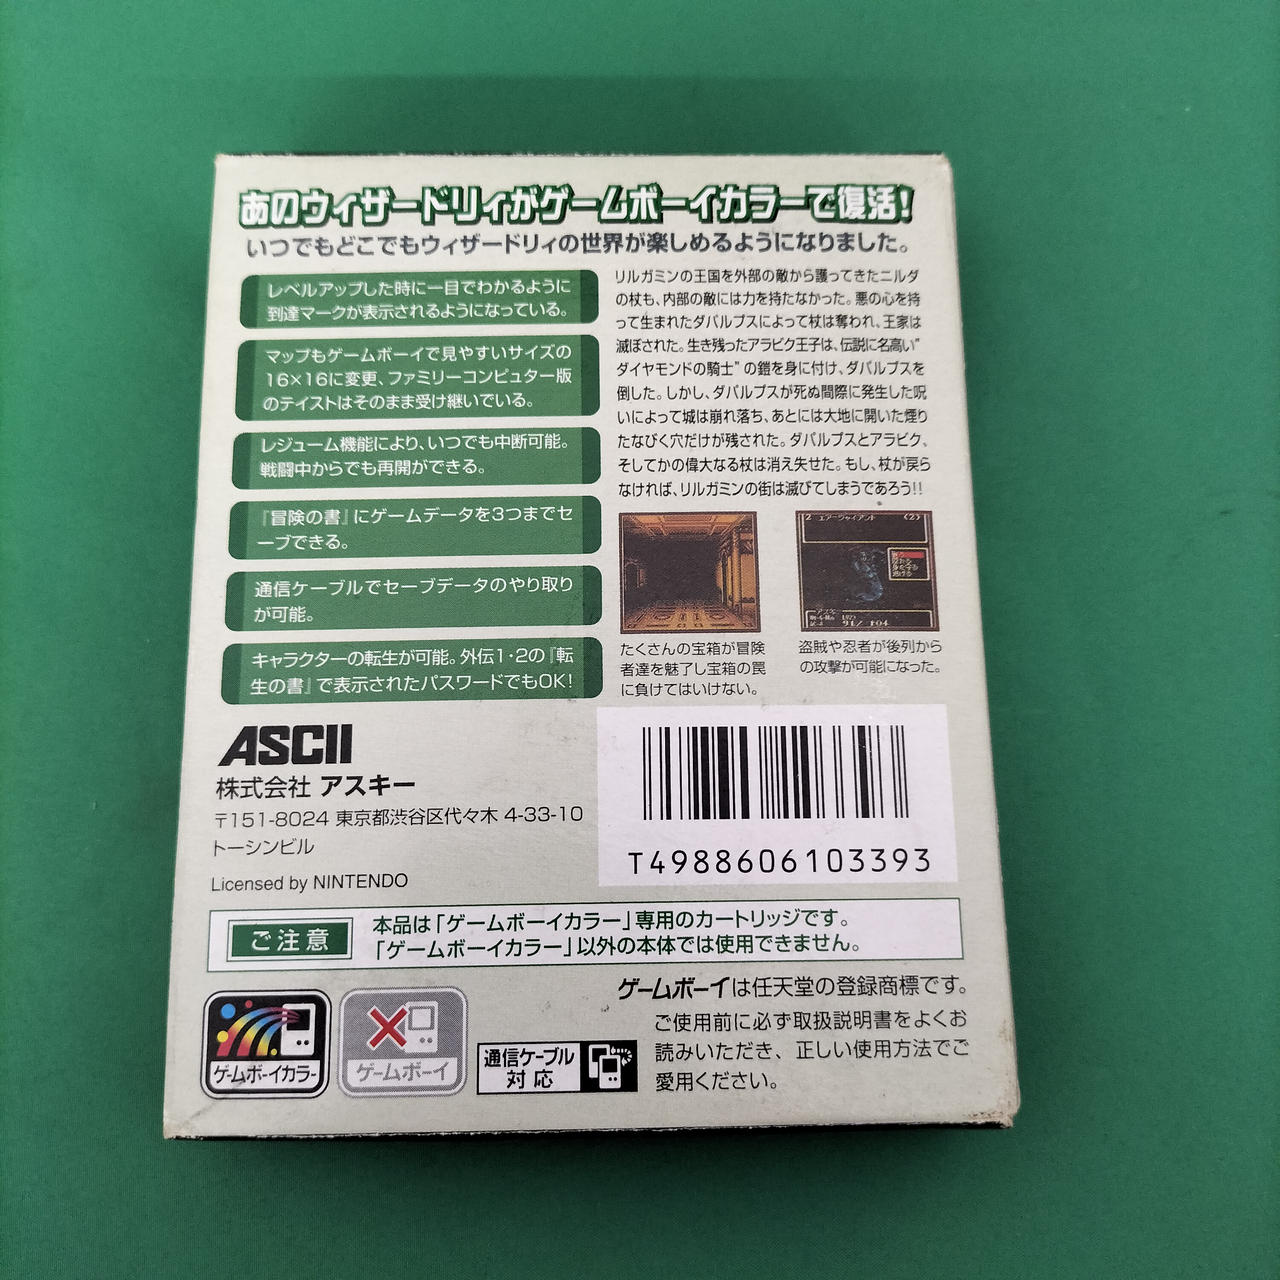 あのウィザードリィがゲームボーイカラーで復活!
いつでもどこでもウィザードリィの世界が楽しめるようになりました。
レベルアップした時に一目でわかるように
到達マークが表示されるようになっている。
マップもゲームボーイで見やすいサイズの
16×16に変更、ファミリーコンピュター版
のテイストはそのまま受け継いでいる。
レジューム機能により、いつでも中断可能。
戦闘中からでも再開ができる。
『冒険の書』にゲームデータを3つまでセ
ーブできる。
通信ケーブルでセーブデータのやり取り
が可能。
キャラクターの転生が可能。外伝1・2の『転
生の書』で表示されたパスワードでもOK!
リルガミンの王国を外部の敵から護ってきたニルダ
の杖も、内部の敵には力を持たなかった。悪の心を持
って生まれたダバルプスによって杖は奪われ、王家は
滅ぼされた。生き残ったアラビク王子は、伝説に名高い"
ダイヤモンドの騎士"の鎧を身に付け、ダバルプスを
倒した。しかし、ダバルプスが死ぬ間際に発生した呪
いによって城は崩れ落ち、あとには大地に開いた煙り
たなびく穴だけが残された。ダバルプスとアラビク、
そしてかの偉大なる杖は消え失せた。もし、杖が戻ら
なければ、リルガミンの街は滅びてしまうであろう!!
2 エアージャイアント (2)
たくさんの宝箱が冒険
者達を魅了し宝箱の罠
に負けてはいけない。
盗賊や忍者が後列から
の攻撃が可能になった。
ASCII
株式会社 アスキー
〒151-8024 東京都渋谷区代々木 4-33-10
トーシンビル
Licensed by NINTENDO
T4988606103393
ご注意
本品は「ゲームボーイカラー」専用のカートリッジです。
「ゲームボーイカラー」以外の本体では使用できません。
ゲームボーイカラー
ゲームボーイ
通信ケーブル
対応
ゲームボーイは任天堂の登録商標です。
ご使用前に必ず取扱説明書をよくお
読みいただき、正しい使用方法でご
愛用ください。